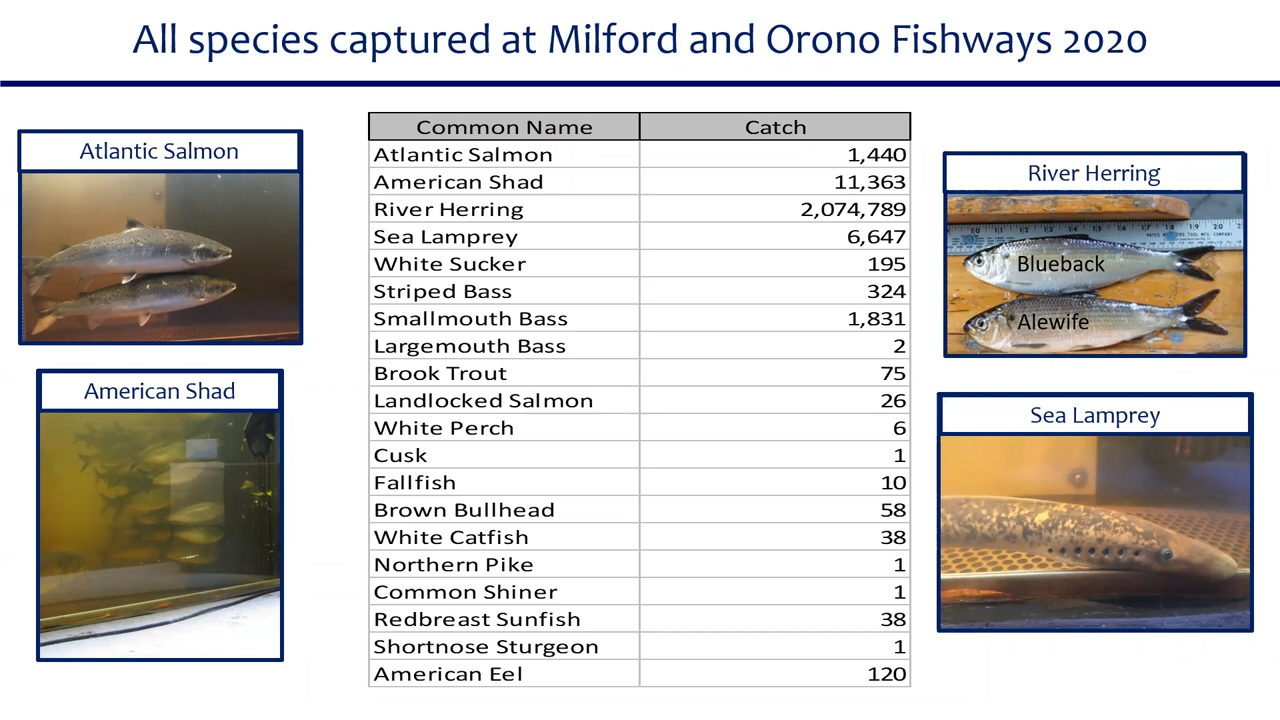 All species captured at Milford and Orono Fishways 2020
Atlantic Salmon
American Shad
Common Name Catch
Atlantic Salmon 1,440
American Shad 11,363
River Herring 2,074,789
Sea Lamprey 6,647
White Sucker 195
Striped Bass 324
Smallmouth Bass 1,831
Largemouth Bass 2
Brook Trout 75
Landlocked Salmon 26
White Perch 6
Cusk 1
Fallfish 10
Brown Bullhead 58
White Catfish 38
Northern Pike 1
Common Shiner 1
Redbreast Sunfish 38
Shortnose Sturgeon 1
American Eel 120
River Herring
Blueback
Alewife
Sea Lamprey